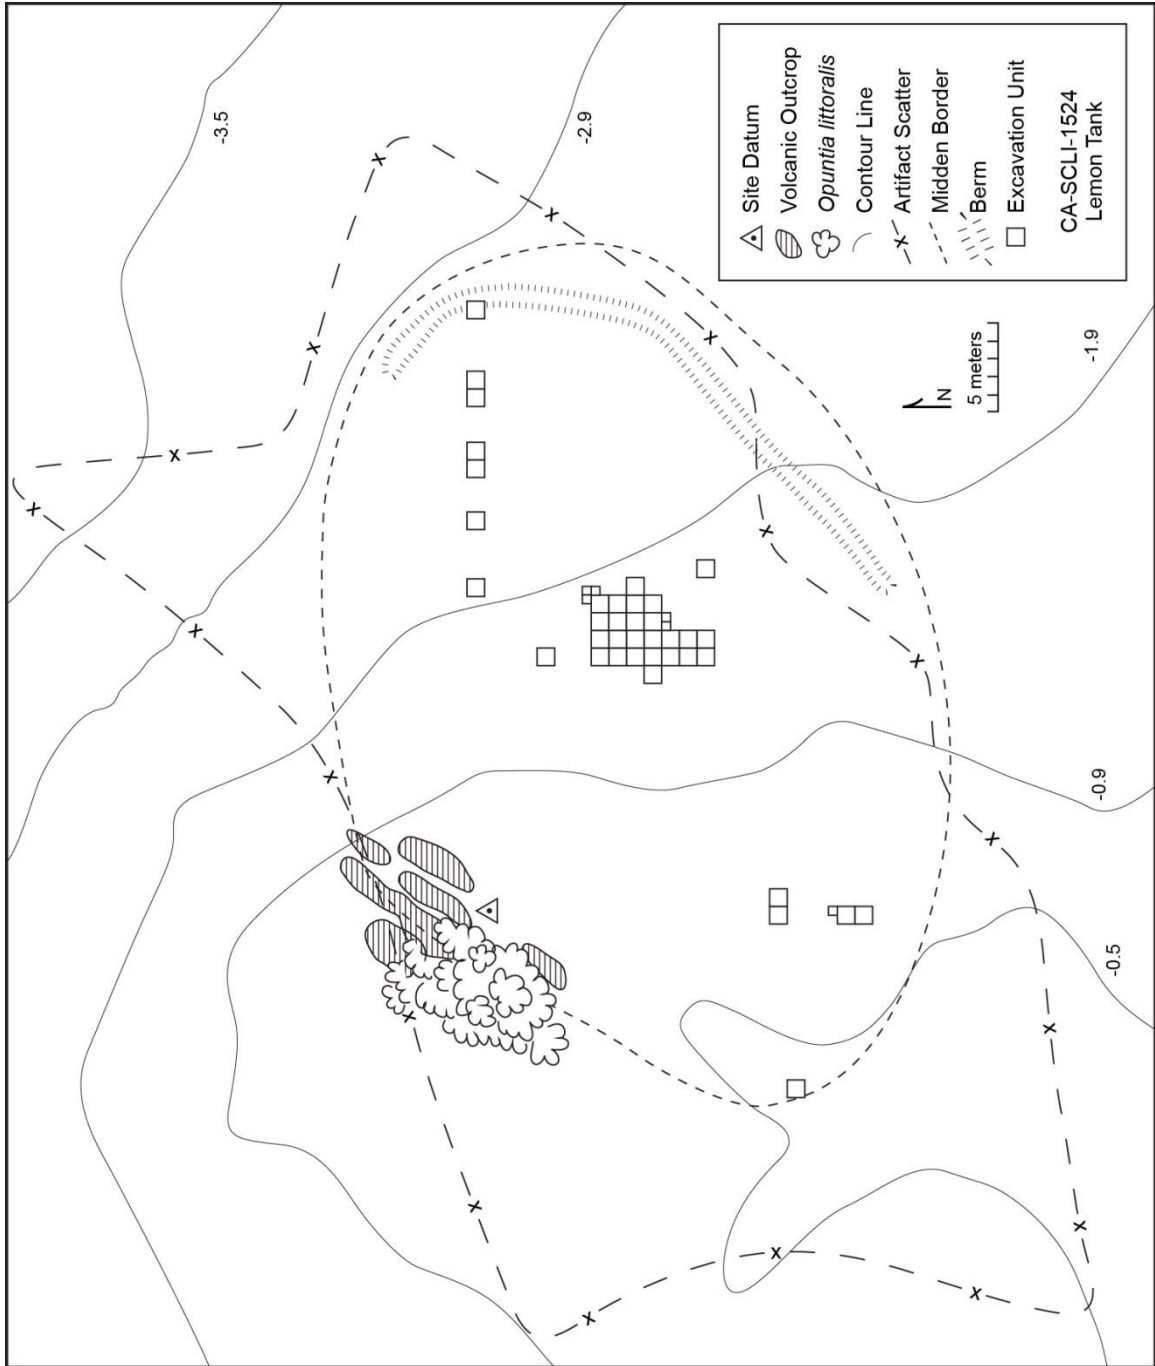 -3.5
-2.9
-1.9
-0.9
-0.5
N
5 meters
Site Datum
Volcanic Outcrop
Opuntia littoralis
Contour Line
Artifact Scatter
Midden Border
Berm
Excavation Unit
CA-SCLI-1524
Lemon Tank